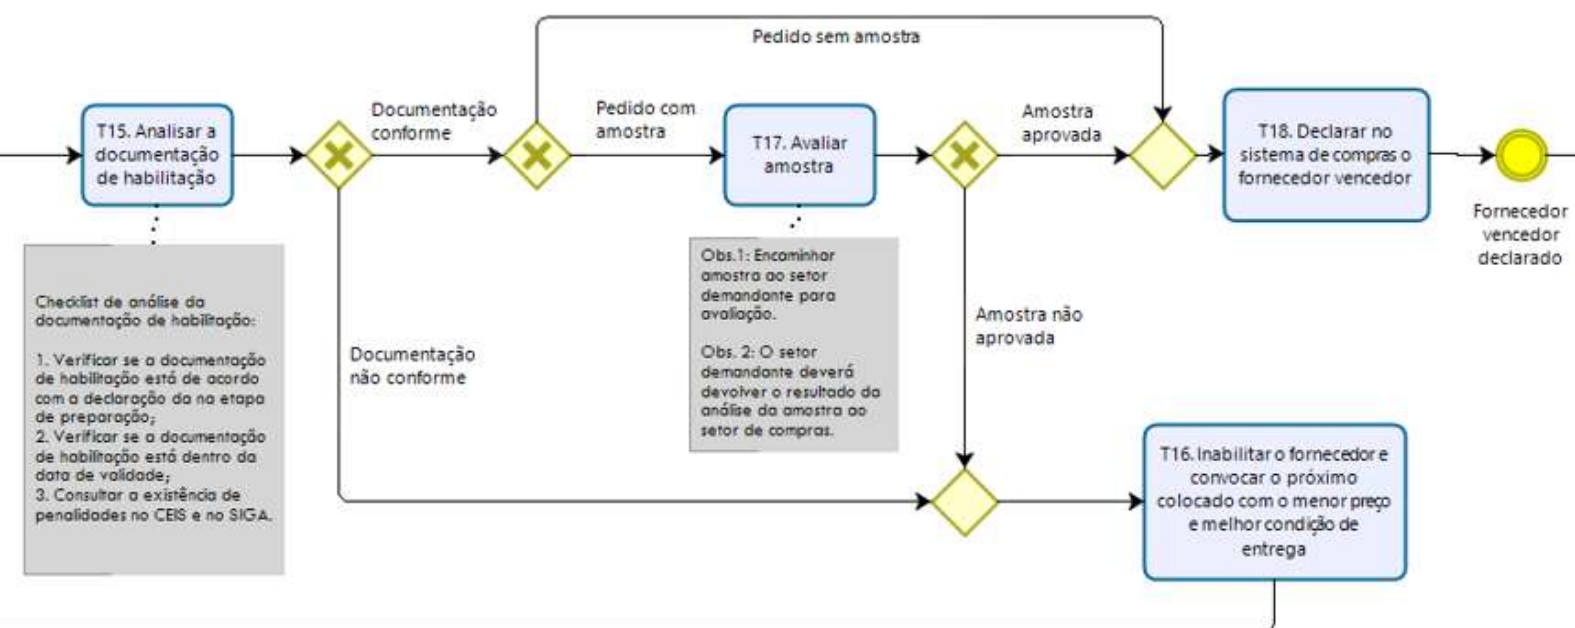 Pedido sem amostra
T15. Analisar a
documentação
de habilitação
Documentação
conforme
Pedido com
amostra
T17. Avaliar
amostra
Amostra
aprovada
T18. Declarar no
sistema de compras o
fornecedor vencedor
Fornecedor
vencedor
declarado
Checklist de análise da
documentação de habilitação:
1. Verificar se a documentação
de habilitação está de acordo
com a declaração da na etapa
de preparação;
2. Verificar se a documentação
de habilitação está dentro da
data de validade;
3. Consultar a existência de
penalidades no CEIS e no SIGA.
Documentação
não conforme
Obs.1: Encaminhar
amostra ao setor
demandante para
avaliação.
Obs. 2: O setor
demandante deverá
devolver o resultado da
análise da amostra ao
setor de compras.
Amostra não
aprovada
T16. Inabilitar o fornecedor e
convocar o próximo
colocado com o menor preço
e melhor condição de
entrega